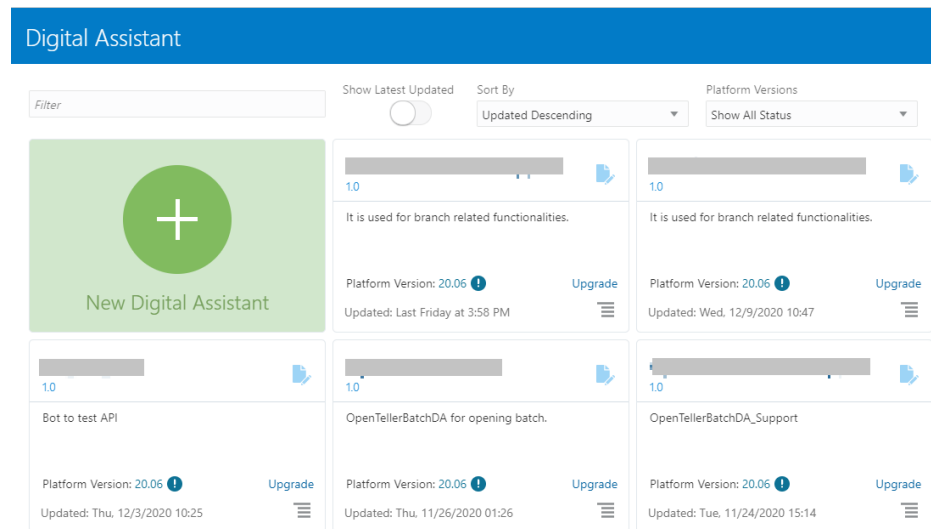 Digital Assistant
Filter
Show Latest Updated
Sort By
Updated Descending
Platform Versions
Show All Status
New Digital Assistant
1.0
It is used for branch related functionalities.
Platform Version: 20.06
Upgrade
Updated: Last Friday at 3:58 PM
1.0
It is used for branch related functionalities.
Platform Version: 20.06
Upgrade
Updated: Wed, 12/9/2020 10:47
1.0
Bot to test API
Platform Version: 20.06
Upgrade
Updated: Thu, 12/3/2020 10:25
1.0
OpenTellerBatchDA for opening batch.
Platform Version: 20.06
Upgrade
Updated: Thu, 11/26/2020 01:26
1.0
OpenTellerBatchDA_Support
Platform Version: 20.06
Upgrade
Updated: Tue, 11/24/2020 15:14